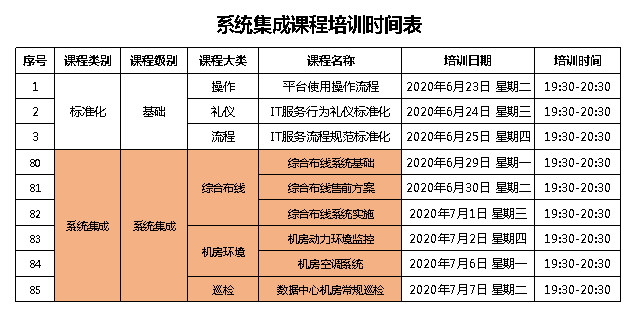 系统集成课程培训时间表
序号 课程类别 课程级别 课程大类 课程名称 培训日期 培训时间
1 标准化 基础 操作 平台使用操作流程 2020年6月23日 星期二 19:30-20:30
2 礼仪 IT服务行为礼仪标准化 2020年6月24日 星期三 19:30-20:30
3 流程 IT服务流程规范标准化 2020年6月25日 星期四 19:30-20:30
80 系统集成 系统集成 综合布线 综合布线系统基础 2020年6月29日 星期一 19:30-20:30
81 综合布线售前方案 2020年6月30日 星期二 19:30-20:30
82 综合布线系统实施 2020年7月1日 星期三 19:30-20:30
83 机房环境 机房动力环境监控 2020年7月2日 星期四 19:30-20:30
84 机房空调系统 2020年7月6日 星期一 19:30-20:30
85 巡检 数据中心机房常规巡检 2020年7月7日 星期二 19:30-20:30